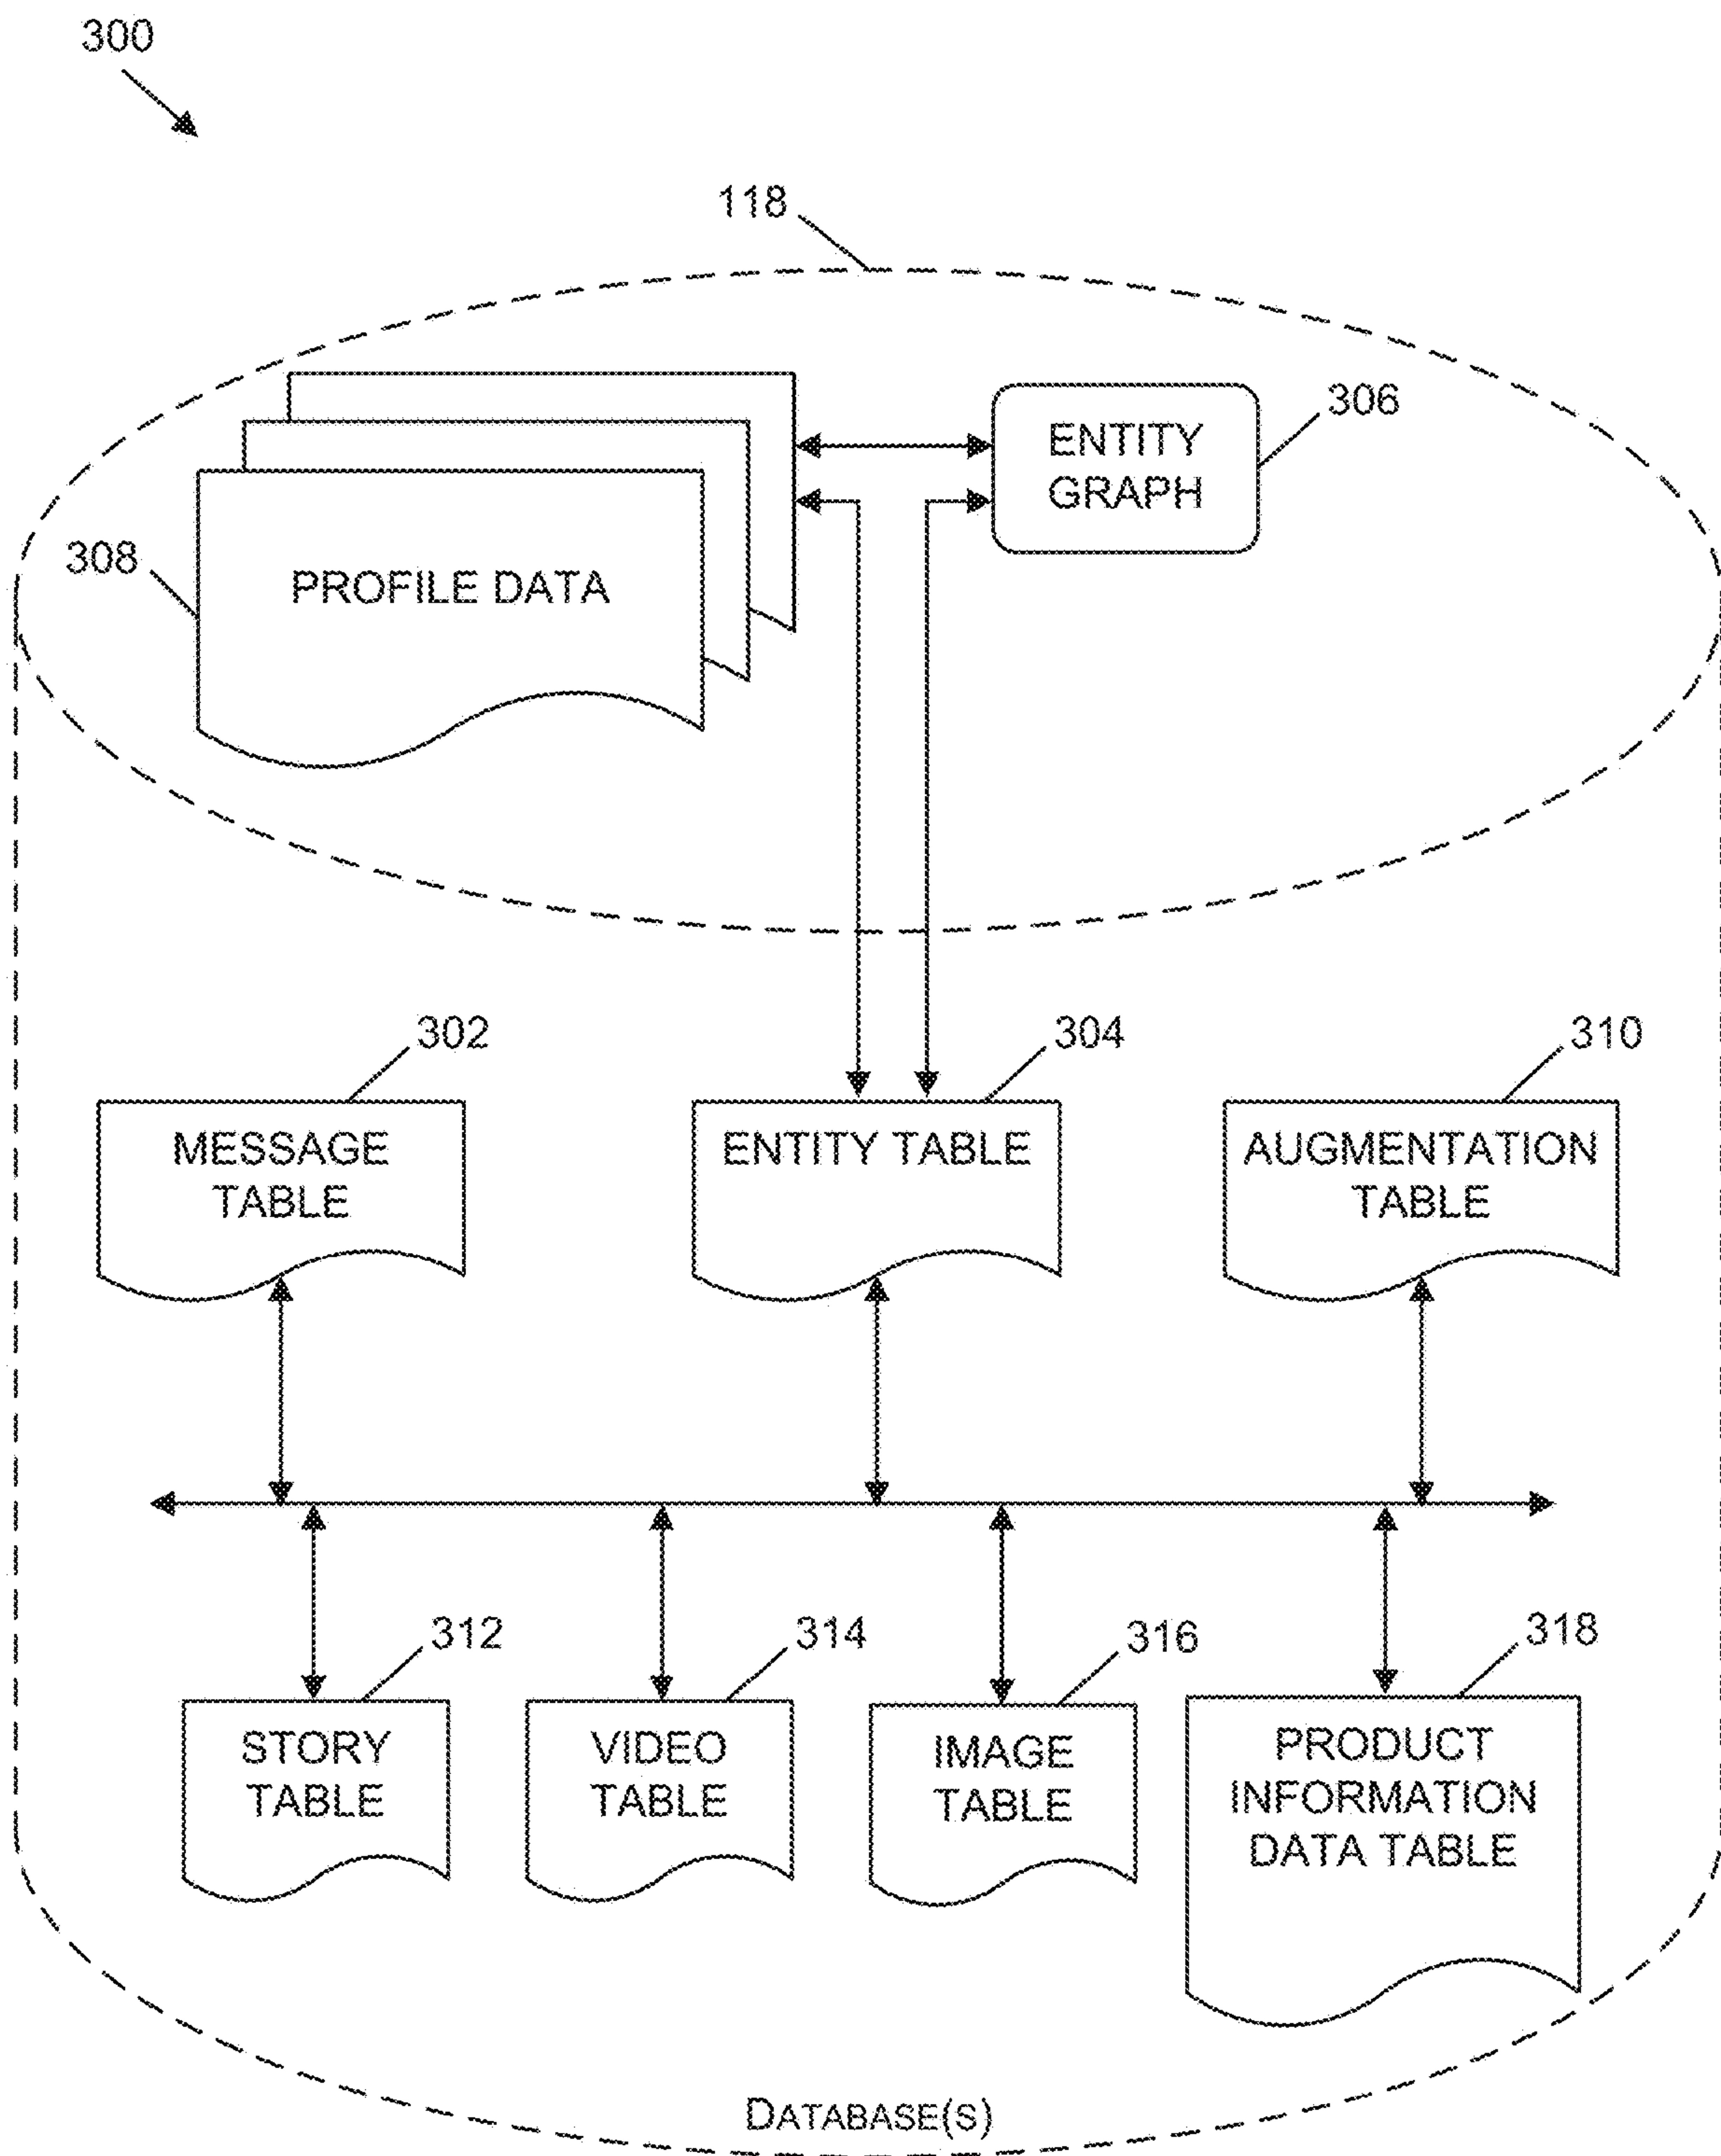 300
118
306
ENTITY
GRAPH
308
PROFILE DATA
302
304
310
MESSAGE
TABLE
ENTITY TABLE
AUGMENTATION
TABLE
312
314
316
318
STORY
TABLE
VIDEO
TABLE
IMAGE
TABLE
PRODUCT
INFORMATION
DATA TABLE
DATABASE(S)